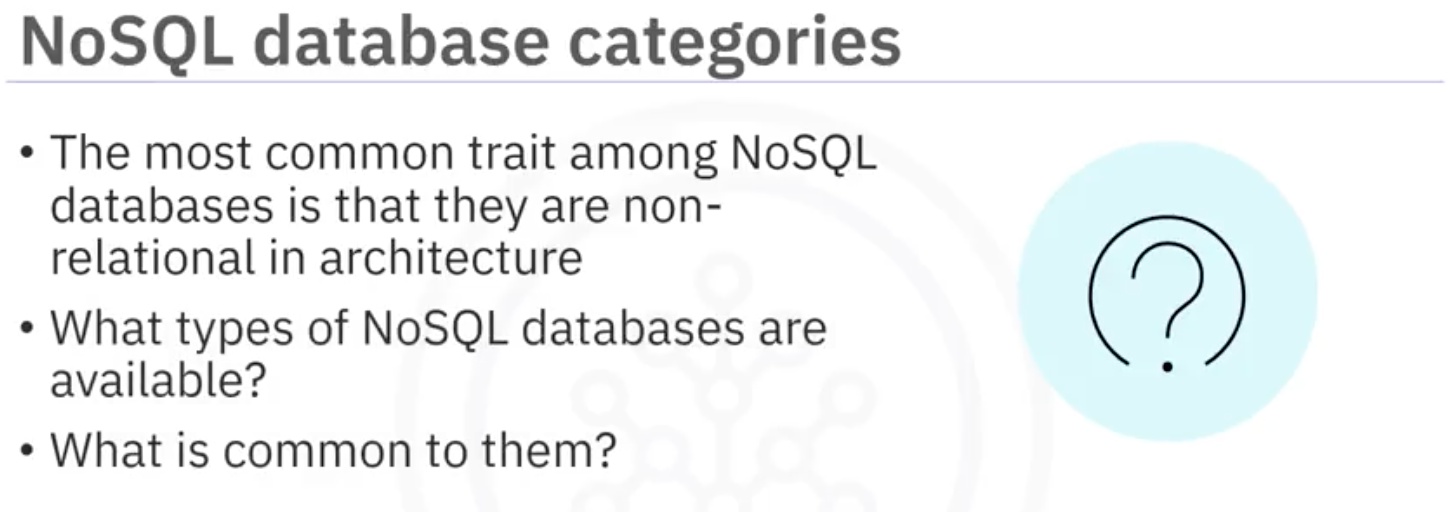 NoSQL database categories
• The most common trait among NoSQL
databases is that they are non-
relational in architecture
• What types of NoSQL databases are
available?
• What is common to them?